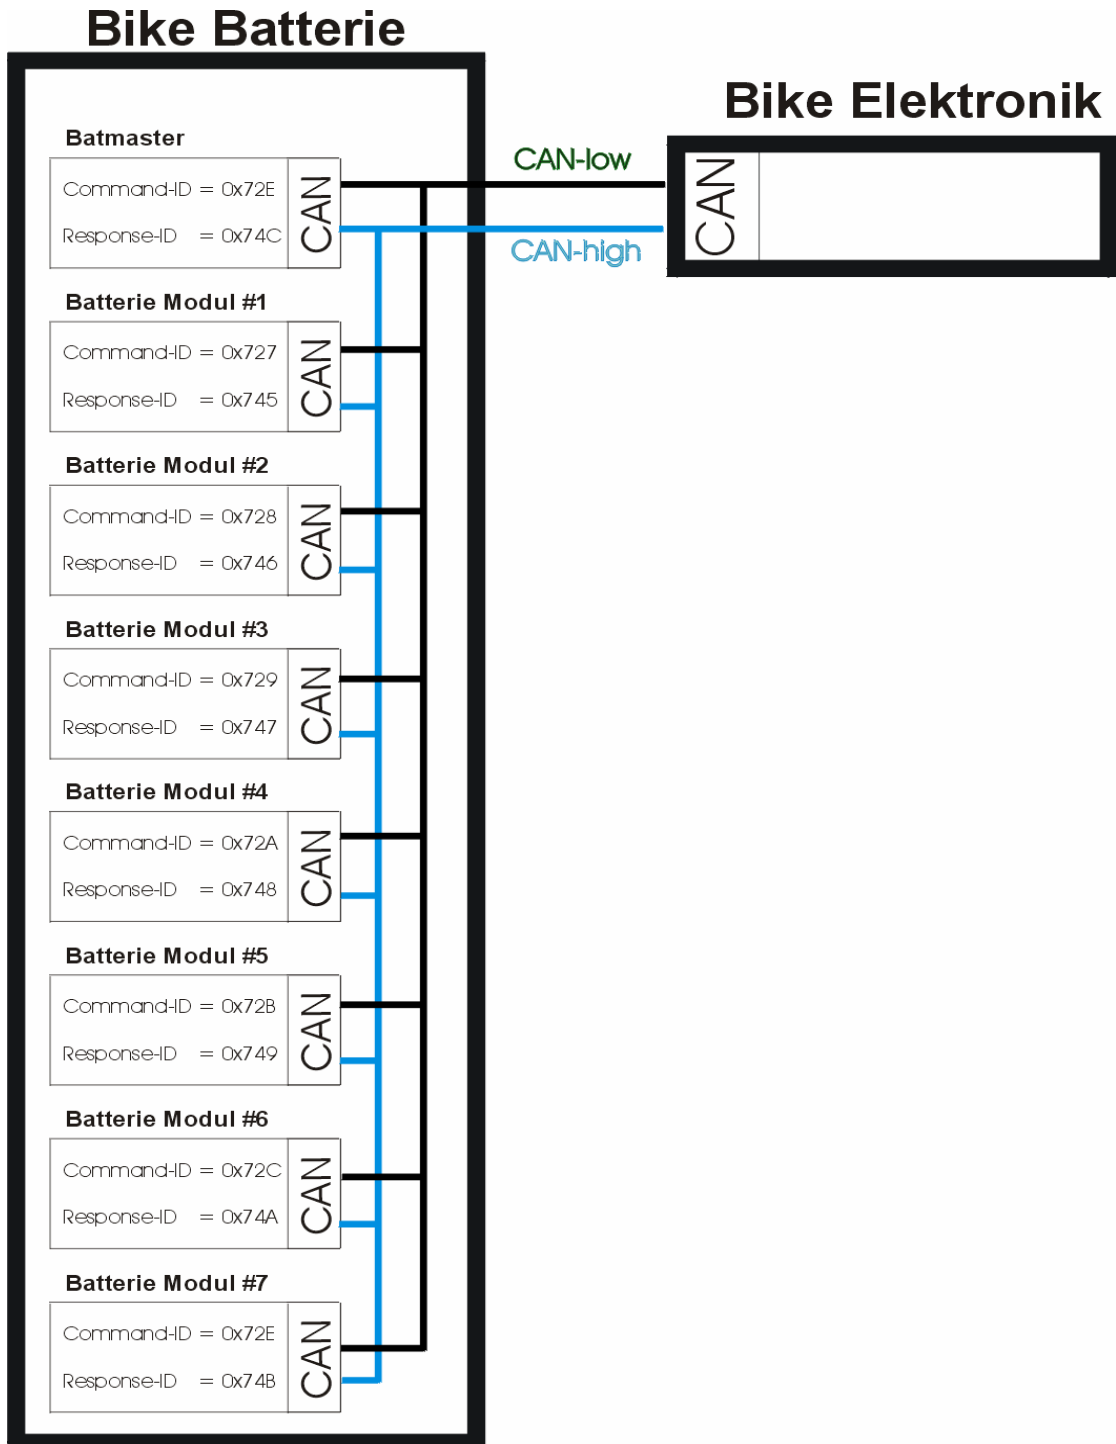 Bike Batterie
Bike Elektronik
Batmaster
Command-ID = 0x72E
Response-ID = 0x74C
CAN
CAN-low
CAN-high
CAN
Batterie Modul #1
Command-ID = 0x727
Response-ID = 0x745
CAN
Batterie Modul #2
Command-ID = 0x728
Response-ID = 0x746
CAN
Batterie Modul #3
Command-ID = 0x729
Response-ID = 0x747
CAN
Batterie Modul #4
Command-ID = 0x72A
Response-ID = 0x748
CAN
Batterie Modul #5
Command-ID = 0x72B
Response-ID = 0x749
CAN
Batterie Modul #6
Command-ID = 0x72C
Response-ID = 0x74A
CAN
Batterie Modul #7
Command-ID = 0x72E
Response-ID = 0x74B
CAN